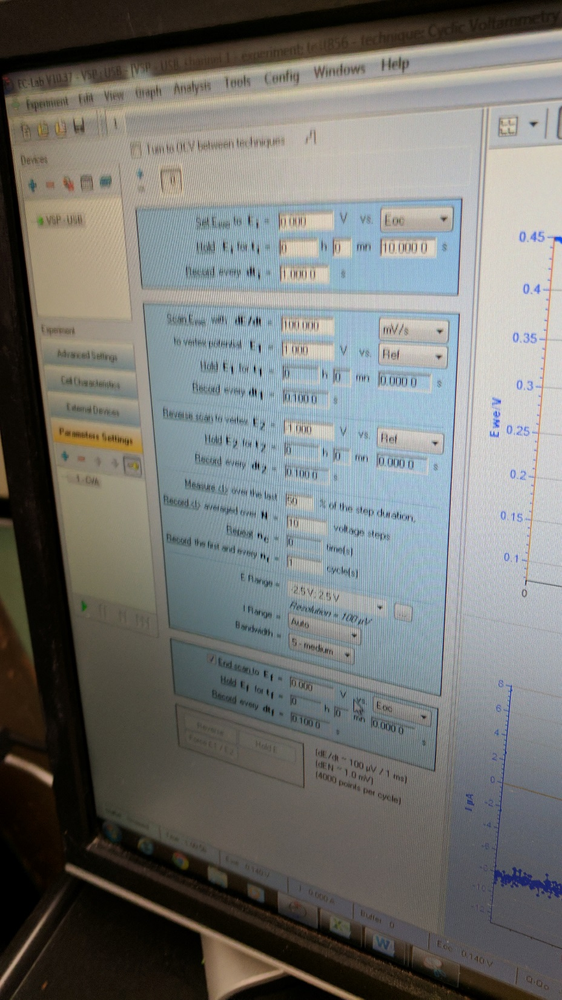 EC-Lab V10.37 - VSP - USB - [VSP - USB, channel 1 - experiment: test856 - technique: Cyclic Voltammetry
Experiment Edit View Graph Analysis Tools Config Windows Help
Devices
Turn to OCV between techniques
0
VSP - USB
Set Ewe to Ei = 0.000 V vs. Eoc
Hold Ei for ti = 0 h 0 mn 10.000 0 s
Record every dti = 1.000 0 s
Experiment
Advanced Settings
Cell Characteristics
External Devices
Parameters Settings
1 - CVA
Scan Ewe with dE/dt = 100.000 mV/s
to vertex potential E1 = 1.000 V vs. Ref
Hold E1 for t1 = 0 h 0 mn 0.000 0 s
Record every dt1 = 0.100 0 s
Reverse scan to vertex E2 = -1.000 V vs. Ref
Hold E2 for t2 = 0 h 0 mn 0.000 0 s
Record every dt2 = 0.100 0 s
Measure <I> over the last 50 % of the step duration.
Record <I> averaged over N = 10 voltage steps
Repeat nc = 0 time(s)
Record the first and every nr = 1 cycle(s)
E Range = -2.5 V; 2.5 V ...
Resolution = 100 µV
I Range = Auto
Bandwidth = 5 - medium
End scan to Ef = 0.000 V vs. Eoc
Hold Ef for tf = 0 h 0 mn 0.000 0 s
Record every dtf = 0.100 0 s
Reverse
Hold E
Force E1 / E2
(dE/dt ~ 100 µV / 1 ms)
(dEN ~ 1.0 mV)
(4000 points per cycle)
0.45
0.4
0.35
0.3
Ewe/V
0.25
0.2
0.15
0.1
0
8
6
4
2
0
-2
I/pA
-4
-6
-8
-10
-12
Ewe 0.140 V
I 0.000 A
Buffer 0
Eoc 0.140 V
Q-Qo